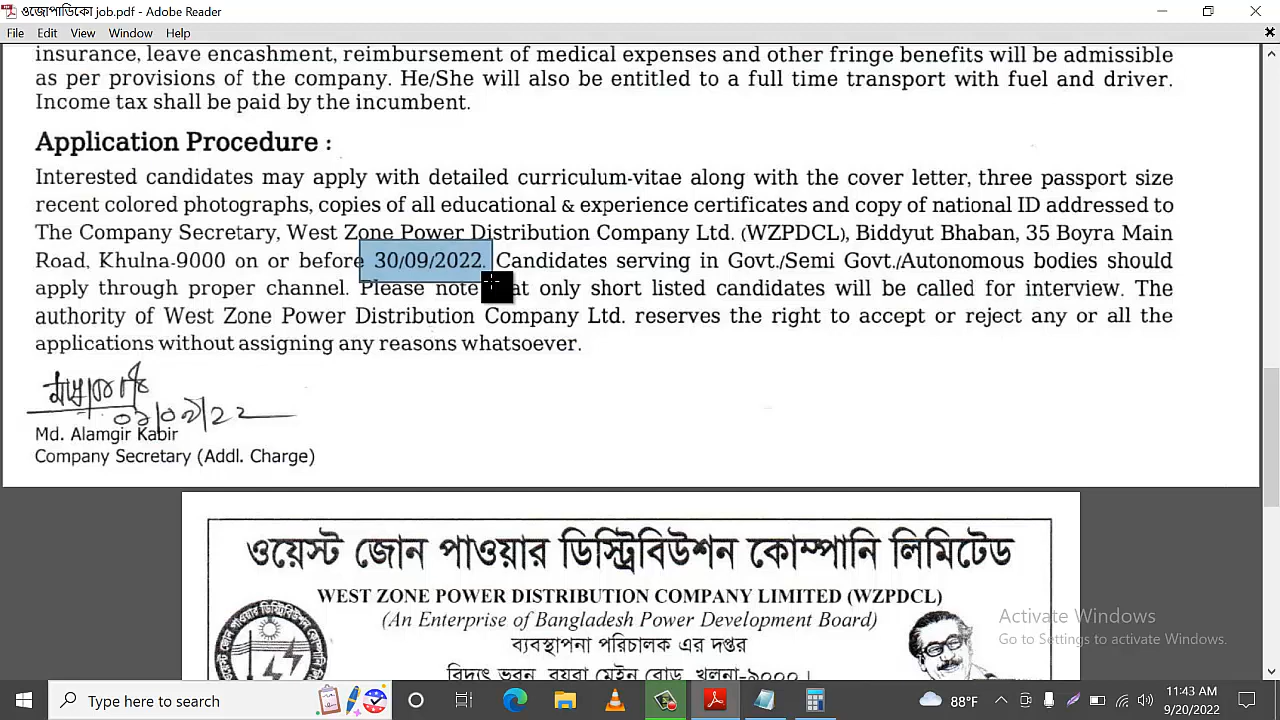 ওজোপাডিকো job.pdf - Adobe Reader
File Edit View Window Help
insurance, leave encashment, reimbursement of medical expenses and other fringe benefits will be admissible
as per provisions of the company. He/She will also be entitled to a full time transport with fuel and driver.
Income tax shall be paid by the incumbent.
Application Procedure :
Interested candidates may apply with detailed curriculum-vitae along with the cover letter, three passport size
recent colored photographs, copies of all educational & experience certificates and copy of national ID addressed to
The Company Secretary, West Zone Power Distribution Company Ltd. (WZPDCL), Biddyut Bhaban, 35 Boyra Main
Road, Khulna-9000 on or before 30/09/2022. Candidates serving in Govt./Semi Govt./Autonomous bodies should
apply through proper channel. Please note at only short listed candidates will be called for interview. The
authority of West Zone Power Distribution Company Ltd. reserves the right to accept or reject any or all the
applications without assigning any reasons whatsoever.
Md. Alamgir Kabir
Company Secretary (Addl. Charge)
ওয়েস্ট জোন পাওয়ার ডিস্ট্রিবিউশন কোম্পানি লিমিটেড
WEST ZONE POWER DISTRIBUTION COMPANY LIMITED (WZPDCL)
(An Enterprise of Bangladesh Power Development Board)
ব্যবস্থাপনা পরিচালক এর দপ্তর
বিদ্যুৎ ভবন, বয়রা মেইন রোড, খুলনা-৯০০০।
Activate Windows
Go to Settings to activate Windows.
Type here to search
88°F
11:43 AM
9/20/2022